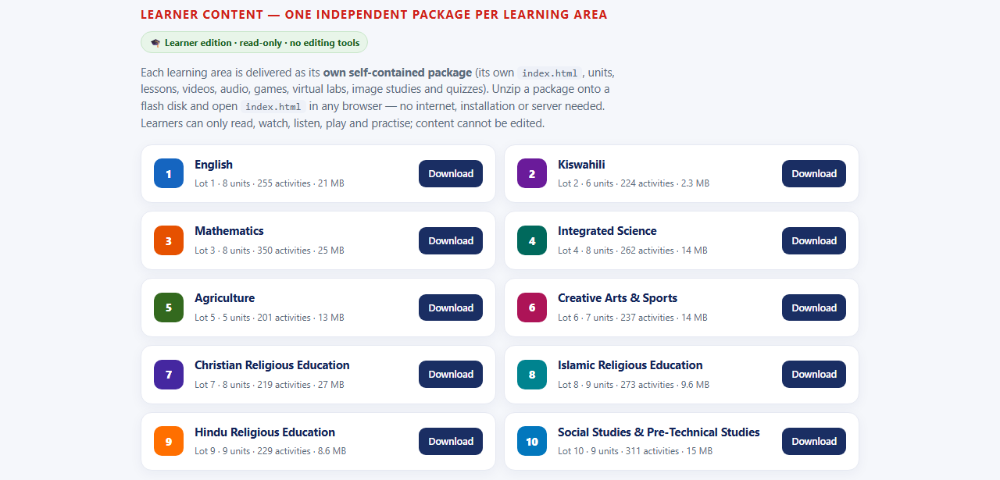 LEARNER CONTENT — ONE INDEPENDENT PACKAGE PER LEARNING AREA
Learner edition · read-only · no editing tools
Each learning area is delivered as its own self-contained package (its own index.html, units,
lessons, videos, audio, games, virtual labs, image studies and quizzes). Unzip a package onto a
flash disk and open index.html in any browser — no internet, installation or server needed.
Learners can only read, watch, listen, play and practise; content cannot be edited.
1
English
Lot 1 · 8 units · 255 activities · 21 MB
Download
2
Kiswahili
Lot 2 · 6 units · 224 activities · 2.3 MB
Download
3
Mathematics
Lot 3 · 8 units · 350 activities · 25 MB
Download
4
Integrated Science
Lot 4 · 8 units · 262 activities · 14 MB
Download
5
Agriculture
Lot 5 · 5 units · 201 activities · 13 MB
Download
6
Creative Arts & Sports
Lot 6 · 7 units · 237 activities · 14 MB
Download
7
Christian Religious Education
Lot 7 · 8 units · 219 activities · 27 MB
Download
8
Islamic Religious Education
Lot 8 · 9 units · 273 activities · 9.6 MB
Download
9
Hindu Religious Education
Lot 9 · 9 units · 229 activities · 8.6 MB
Download
10
Social Studies & Pre-Technical Studies
Lot 10 · 9 units · 311 activities · 15 MB
Download